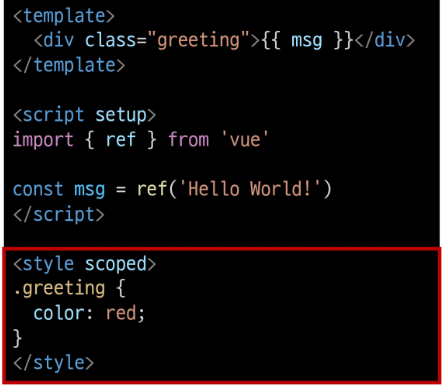 <template>
  <div class="greeting">{{ msg }}</div>
</template>
<script setup>
import { ref } from 'vue'
const msg = ref('Hello World!')
</script>
<style scoped>
.greeting {
  color: red;
}
</style>